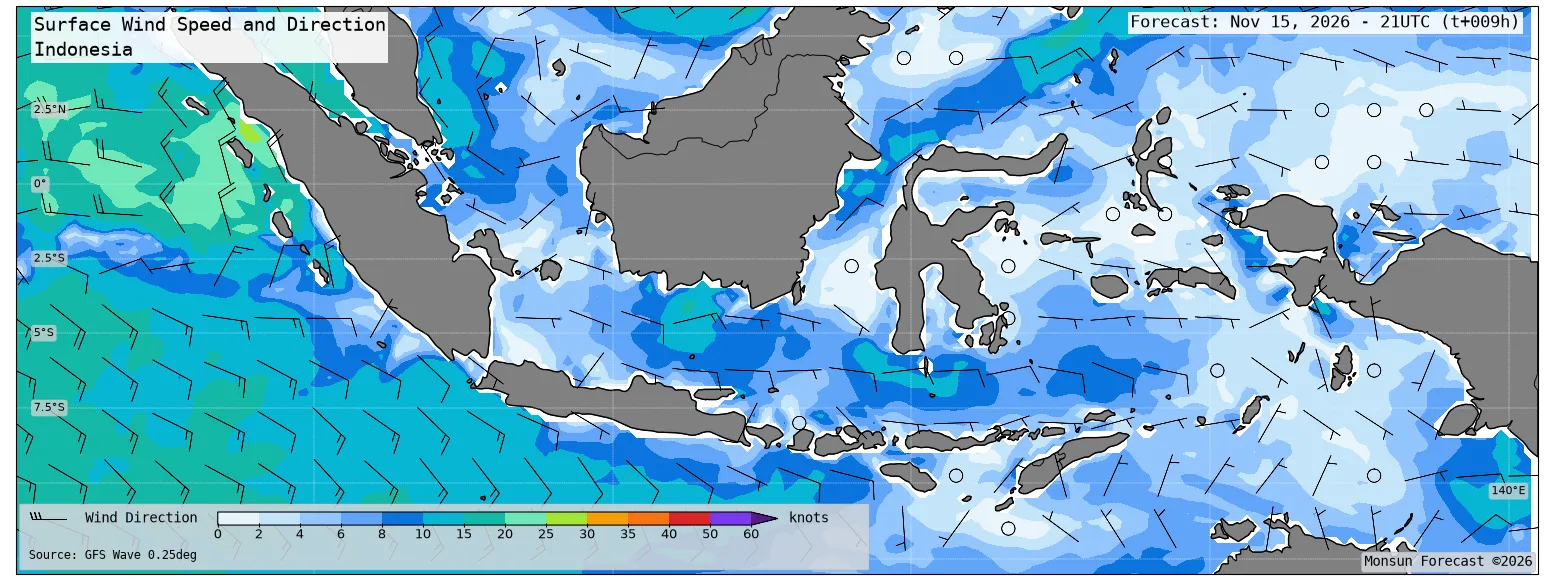 Surface Wind Speed and Direction
Indonesia
Forecast: Nov 15, 2026 - 21UTC (t+009h)
2.5°N
0°
2.5°S
5°S
7.5°S
140°E
Wind Direction
0 2 4 6 8 10 15 20 25 30 35 40 50 60 knots
Source: GFS Wave 0.25deg
Monsun Forecast ©2026